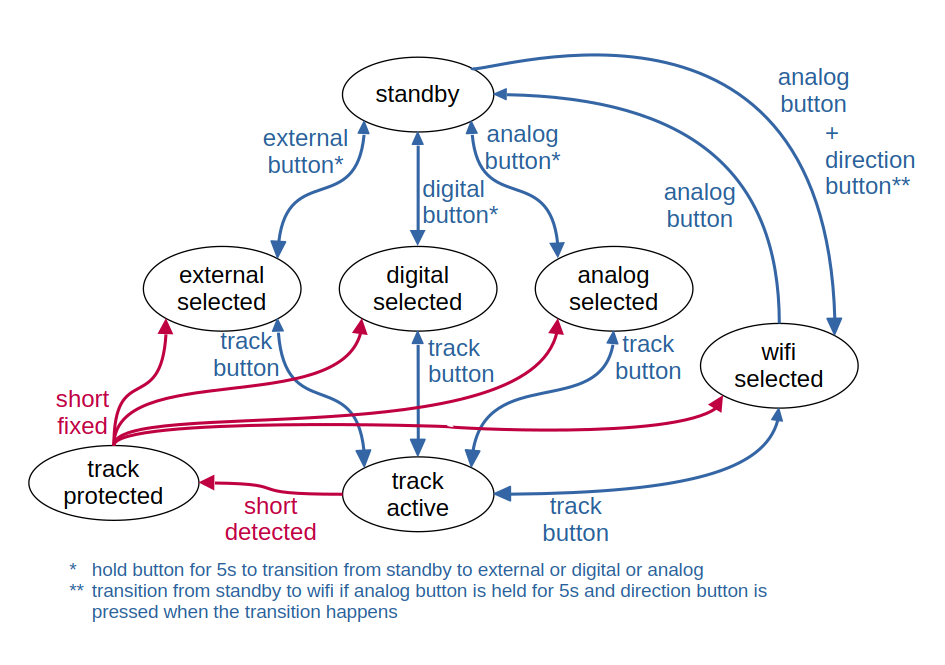 standby
analog
button
+
direction
button**
external
button*
analog
button*
digital
button*
analog
button
external
selected
digital
selected
analog
selected
wifi
selected
track
button
track
button
track
button
short
fixed
track
protected
track
active
short
detected
track
button
* hold button for 5s to transition from standby to external or digital or analog
** transition from standby to wifi if analog button is held for 5s and direction button is
pressed when the transition happens